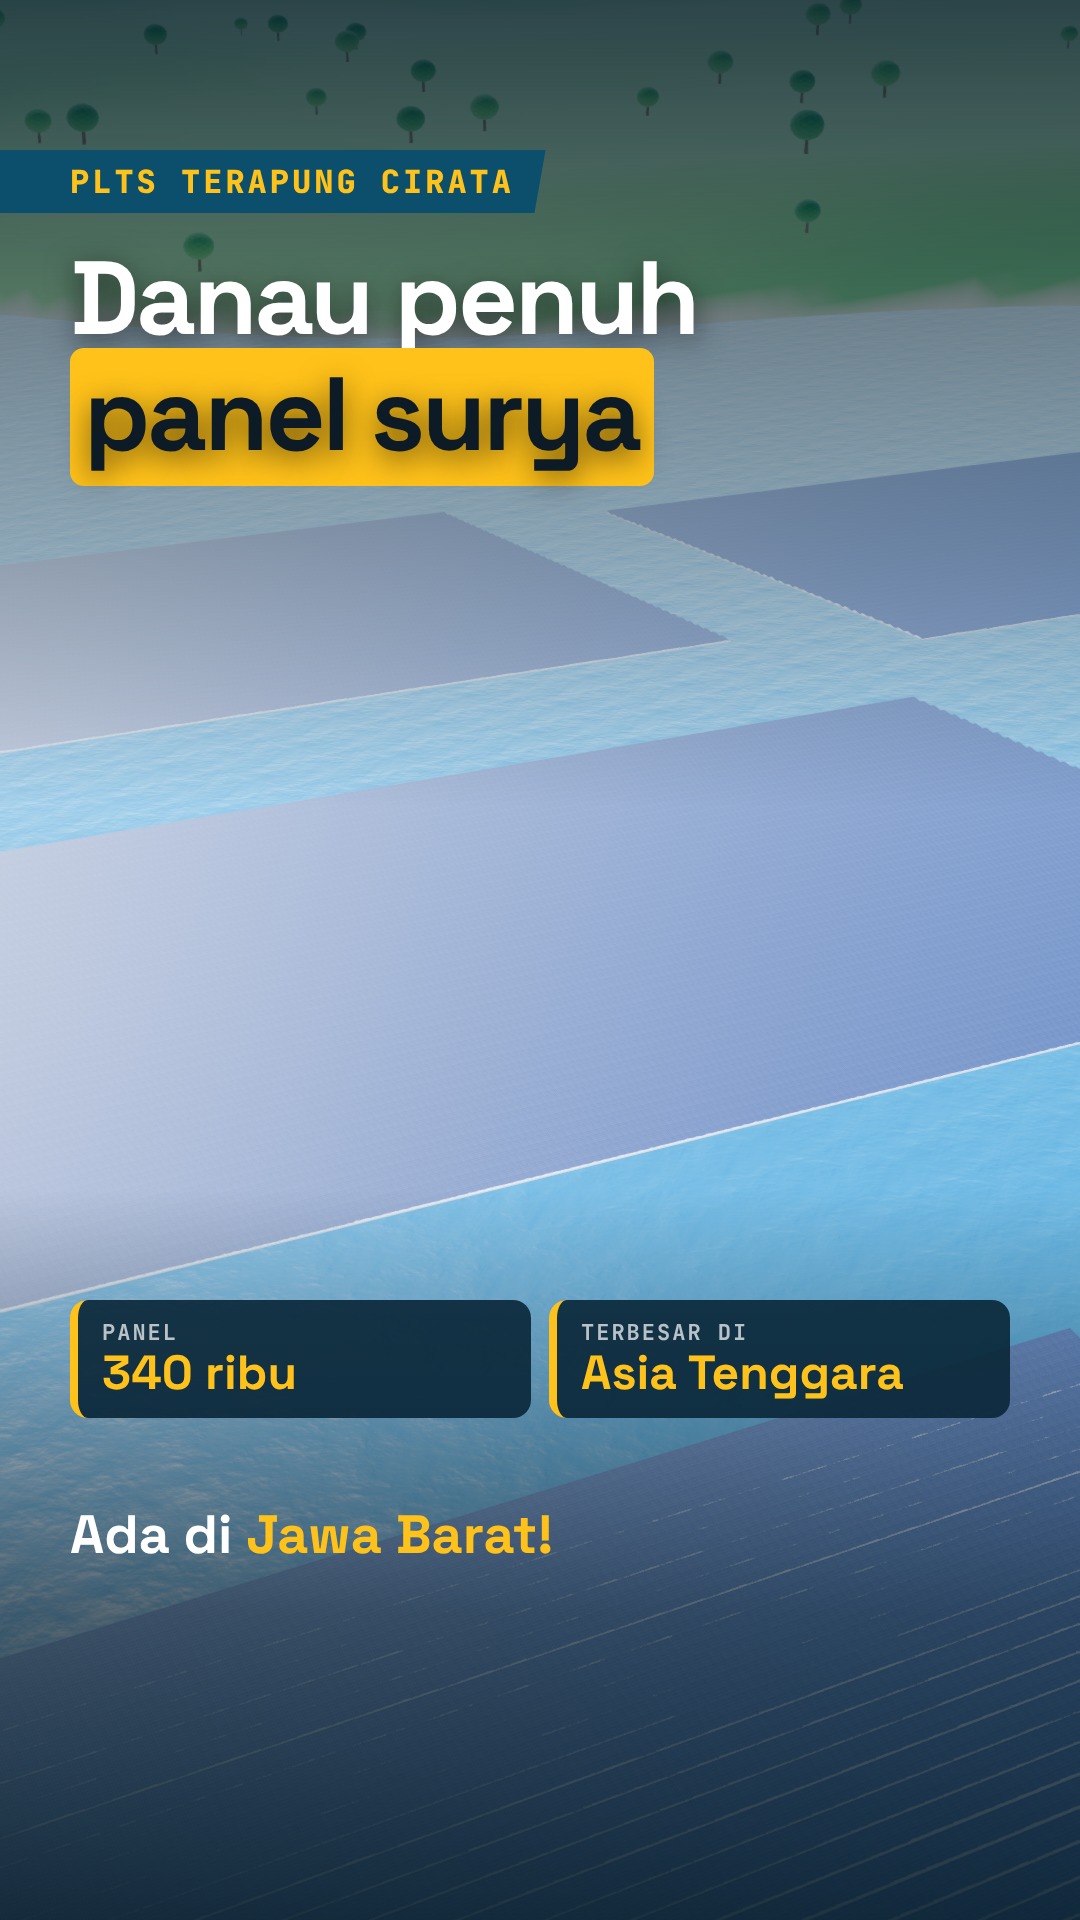 PLTS TERAPUNG CIRATA
Danau penuh
panel surya
PANEL
340 ribu
TERBESAR DI
Asia Tenggara
Ada di Jawa Barat!